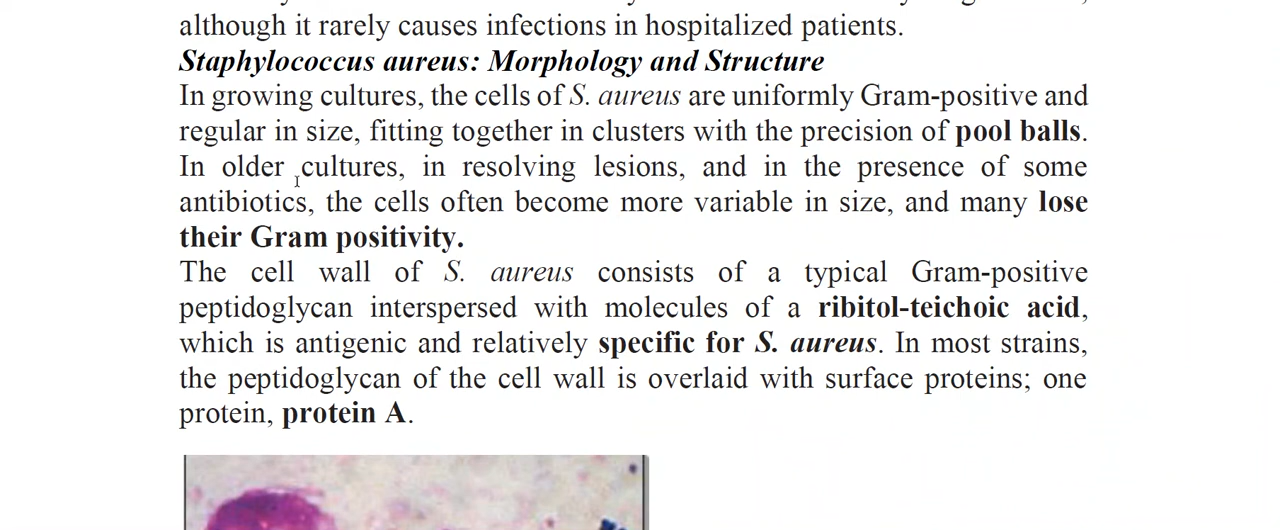 although it rarely causes infections in hospitalized patients.
Staphylococcus aureus: Morphology and Structure
In growing cultures, the cells of S. aureus are uniformly Gram-positive and
regular in size, fitting together in clusters with the precision of pool balls.
In older cultures, in resolving lesions, and in the presence of some
antibiotics, the cells often become more variable in size, and many lose
their Gram positivity.
The cell wall of S. aureus consists of a typical Gram-positive
peptidoglycan interspersed with molecules of a ribitol-teichoic acid,
which is antigenic and relatively specific for S. aureus. In most strains,
the peptidoglycan of the cell wall is overlaid with surface proteins; one
protein, protein A.